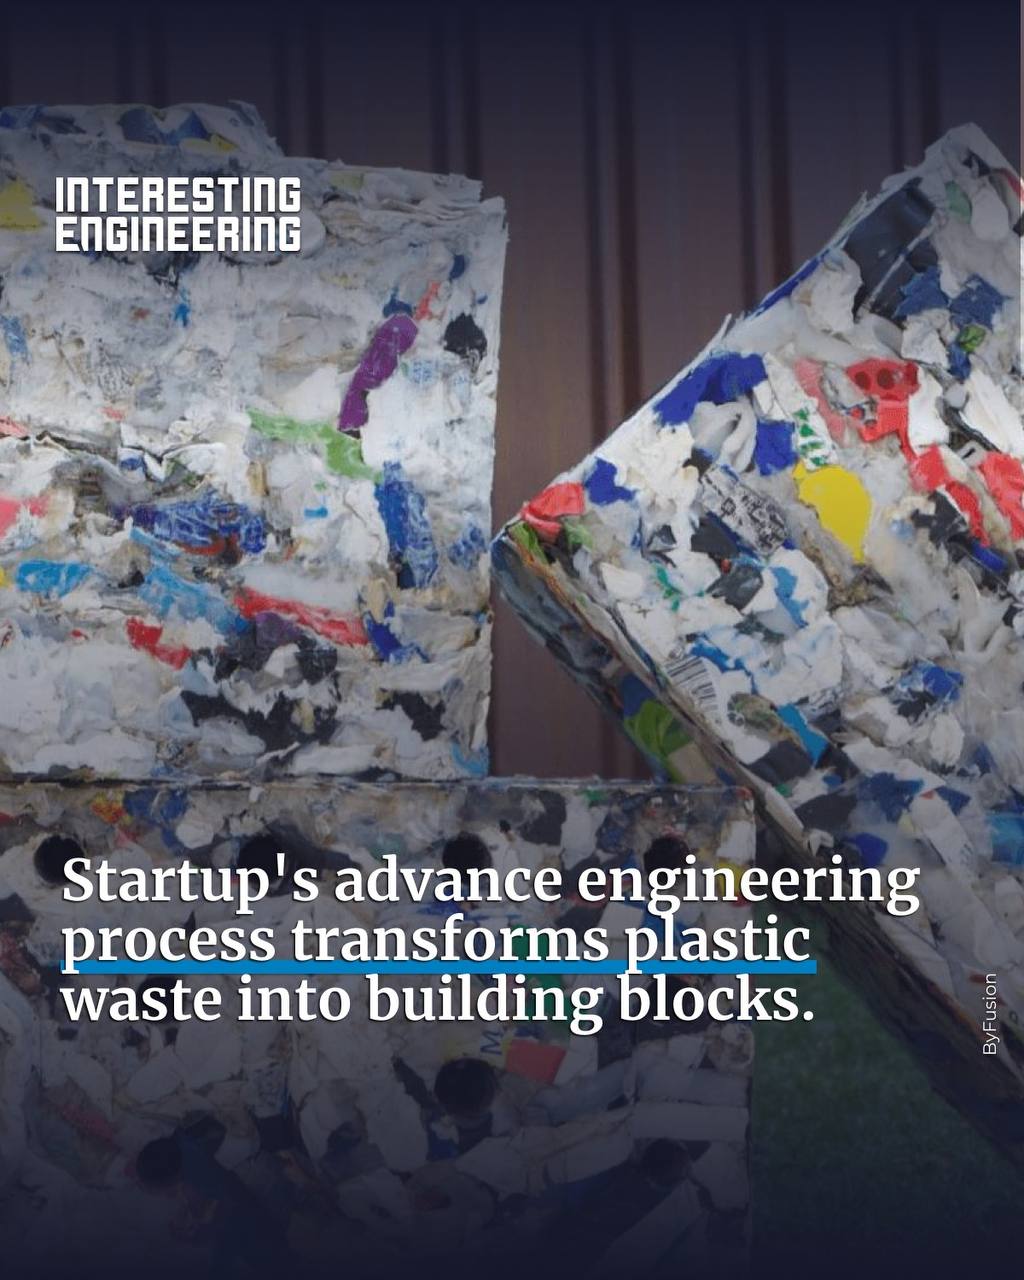 INTERESTING
ENGINEERING
Startup's advance engineering
process transforms plastic
waste into building blocks.
ByFusion